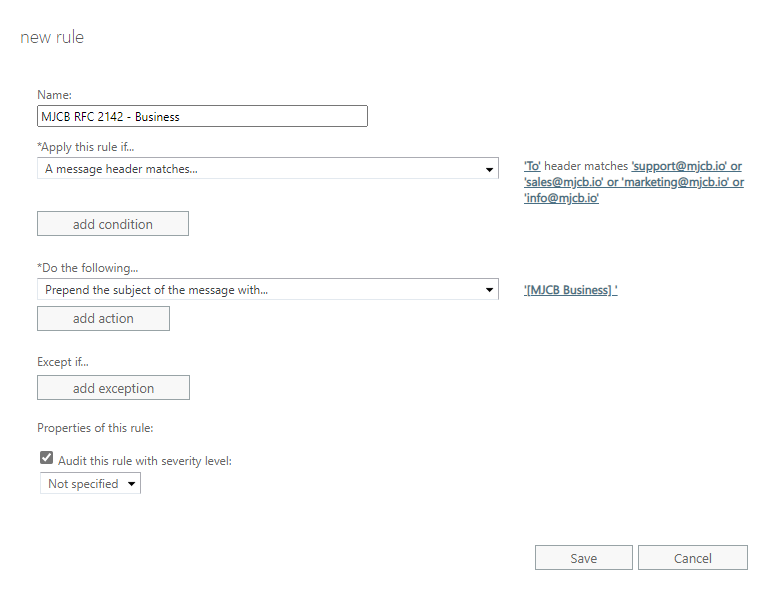 new rule
Name:
MJCB RFC 2142 - Business
*Apply this rule if...
A message header matches...
'To' header matches 'support@mjcb.io' or
'sales@mjcb.io' or 'marketing@mjcb.io' or
'info@mjcb.io'
add condition
*Do the following...
Prepend the subject of the message with...
'[MJCB Business] '
add action
Except if...
add exception
Properties of this rule:
Audit this rule with severity level:
Not specified
Save
Cancel